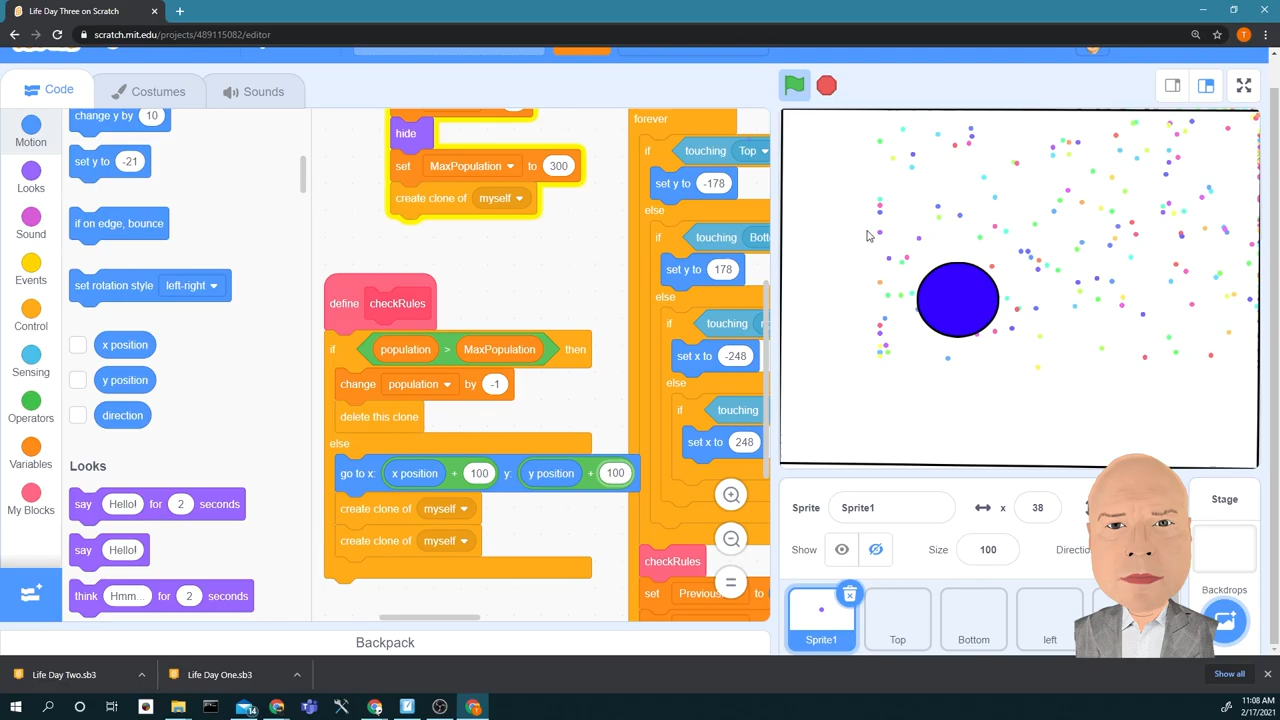 Life Day Three on Scratch
scratch.mit.edu/projects/489115082/editor
T
Code
Costumes
Sounds
Motion
Looks
Sound
Events
Control
Sensing
Operators
Variables
My Blocks
change y by 10
set y to -21
if on edge, bounce
set rotation style left-right
x position
y position
direction
Looks
say Hello! for 2 seconds
say Hello!
think Hmm... for 2 seconds
hide
set MaxPopulation to 300
create clone of myself
define checkRules
if population > MaxPopulation then
change population by -1
delete this clone
else
go to x: x position + 100 y: y position + 100
create clone of myself
create clone of myself
forever
if touching Top
set y to -178
else
if touching
set y to 178
else
if touching
set x to -248
else
if touching
set x to 248
checkRules
set to
Backpack
Sprite Sprite1 x 38
Show Size 100
Sprite1
Top
Bottom
left
Stage
Backdrops
Life Day Two.sb3
Life Day One.sb3
Show all
14
11:08 AM
2/17/2021